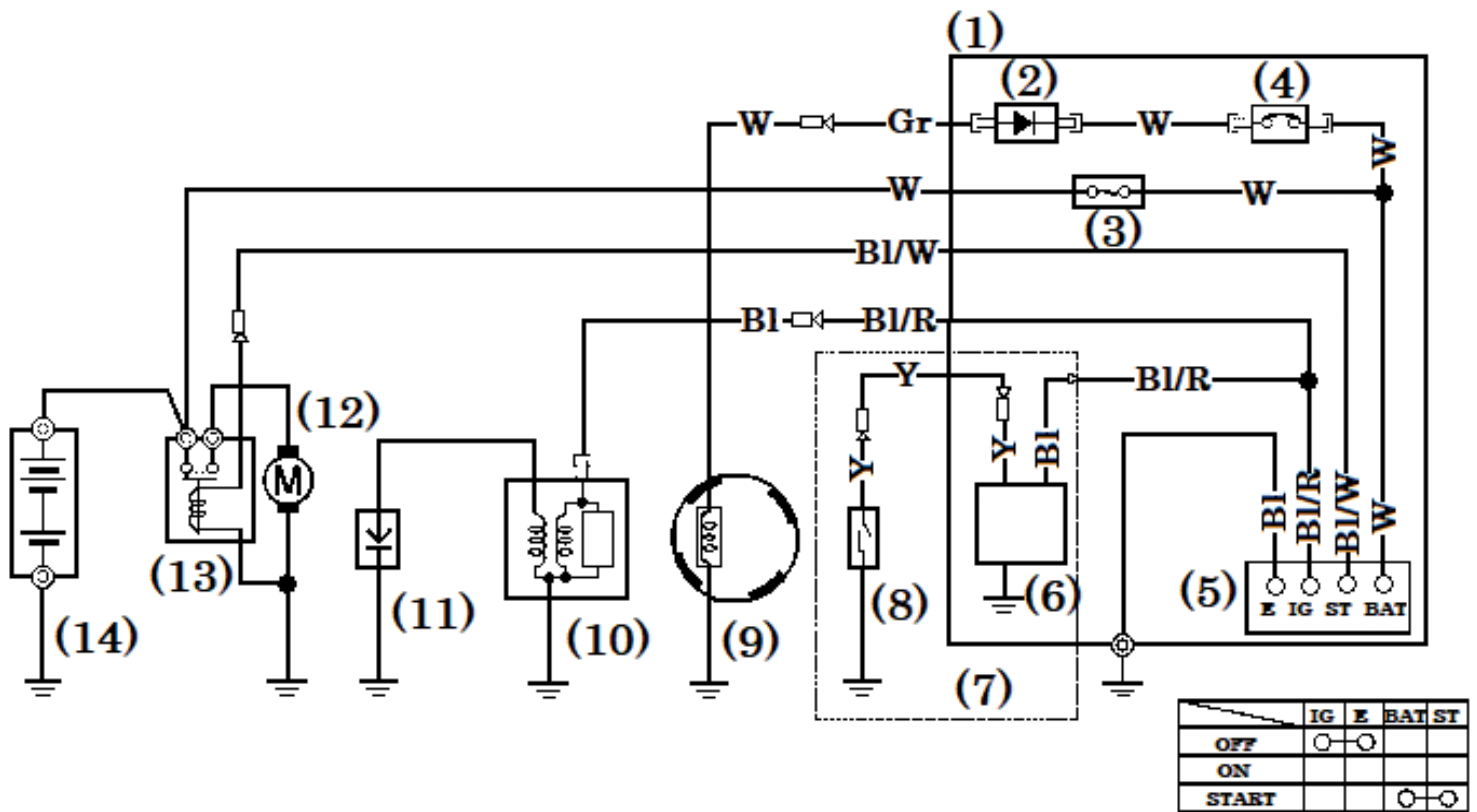 (1)
(2)
(4)
W
Gr
W
W
W
W
(3)
Bl/W
Bl
Bl/R
Y
Bl/R
(12)
M
Y
Y
Bl
Bl
Bl/R
Bl/W
W
(13)
(14)
(11)
(10)
(9)
(8)
(6)
(5)
E IG ST BAT
(7)
IG E BAT ST
OFF
ON
START